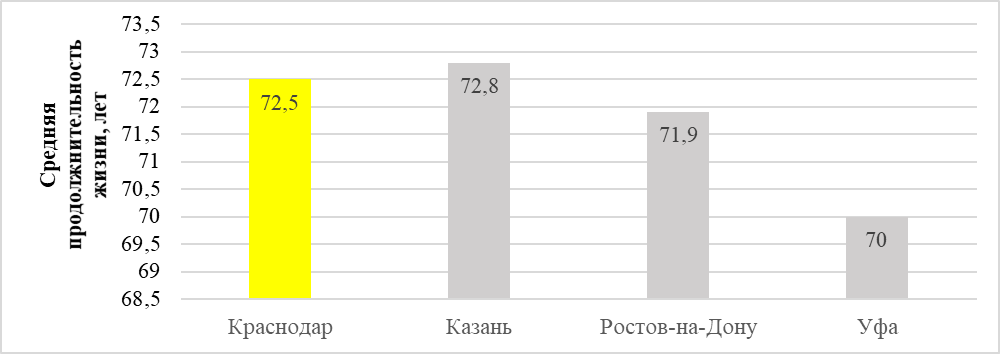 Средняя
продолжнительность
жизни, лет
73,5
73
72,5
72
71,5
71
70,5
70
69,5
69
68,5
72,5
72,8
71,9
70
Краснодар
Казань
Ростов-на-Дону
Уфа